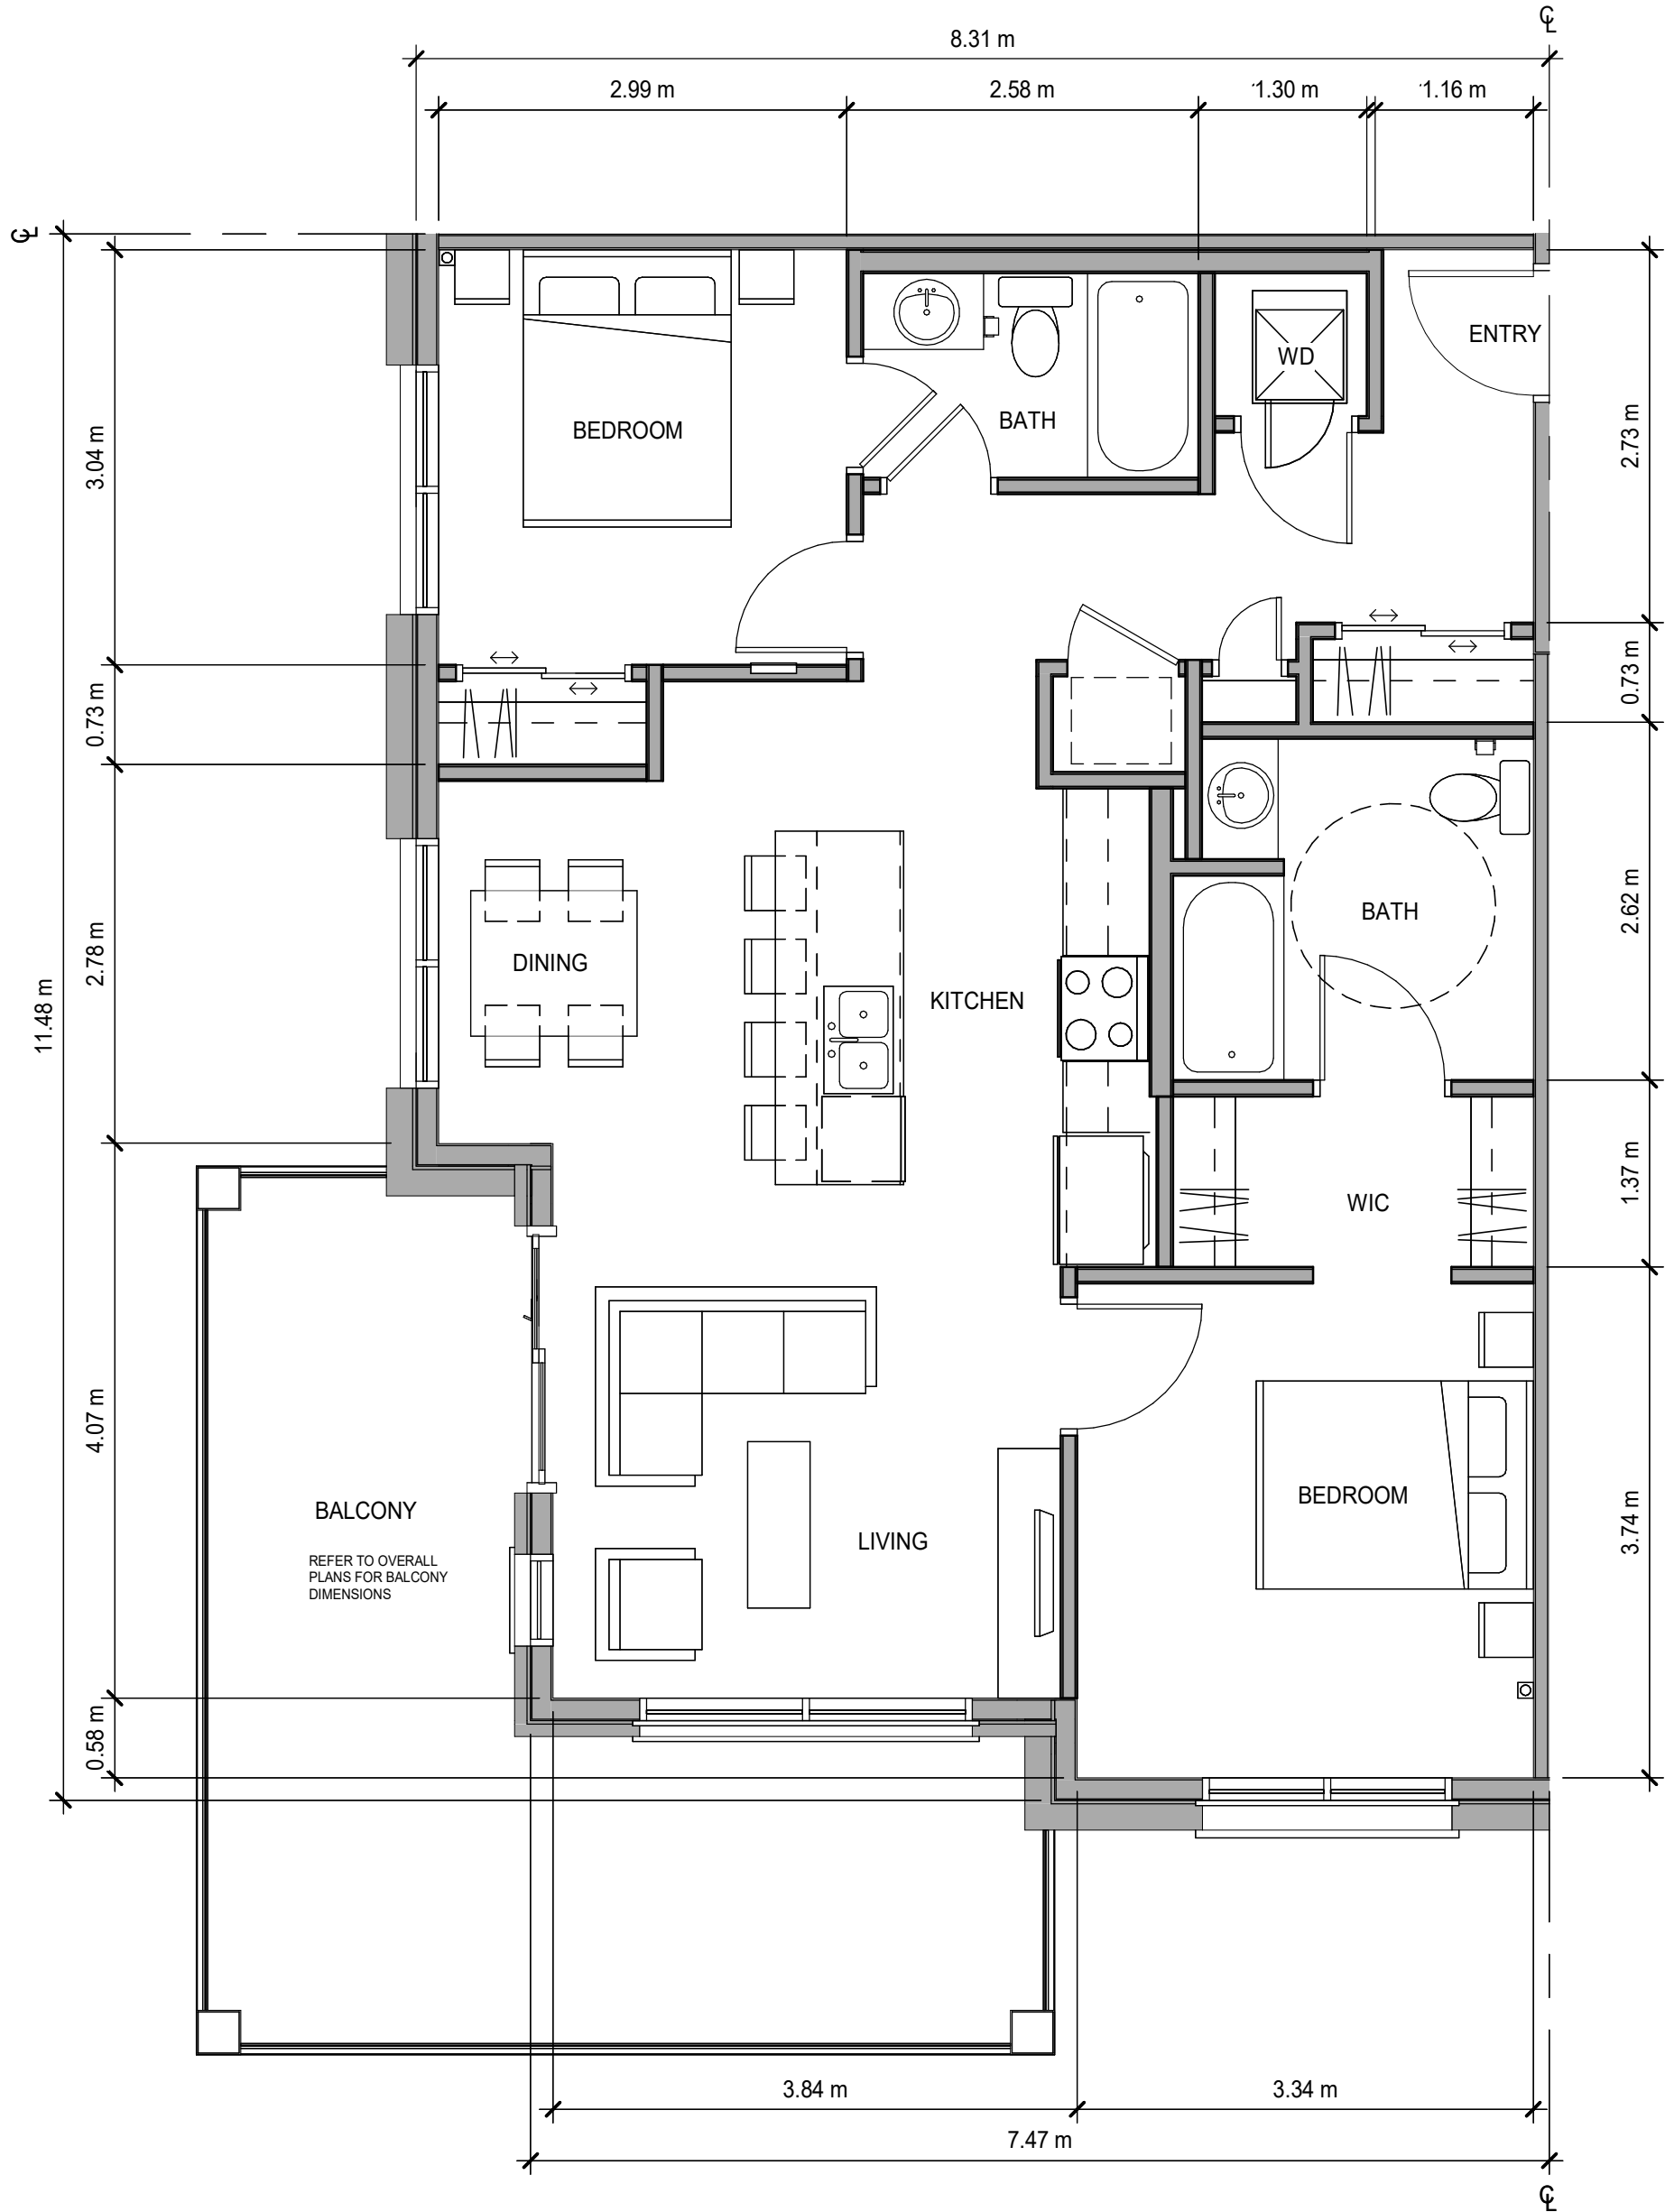 ℄
8.31 m
2.99 m
2.58 m
1.30 m
1.16 m
℄
ENTRY
WD
BATH
BEDROOM
3.04 m
2.73 m
0.73 m
0.73 m
BATH
2.62 m
DINING
KITCHEN
2.78 m
11.48 m
WIC
1.37 m
4.07 m
BEDROOM
3.74 m
BALCONY
LIVING
REFER TO OVERALL
PLANS FOR BALCONY
DIMENSIONS
0.58 m
3.84 m
3.34 m
7.47 m
℄